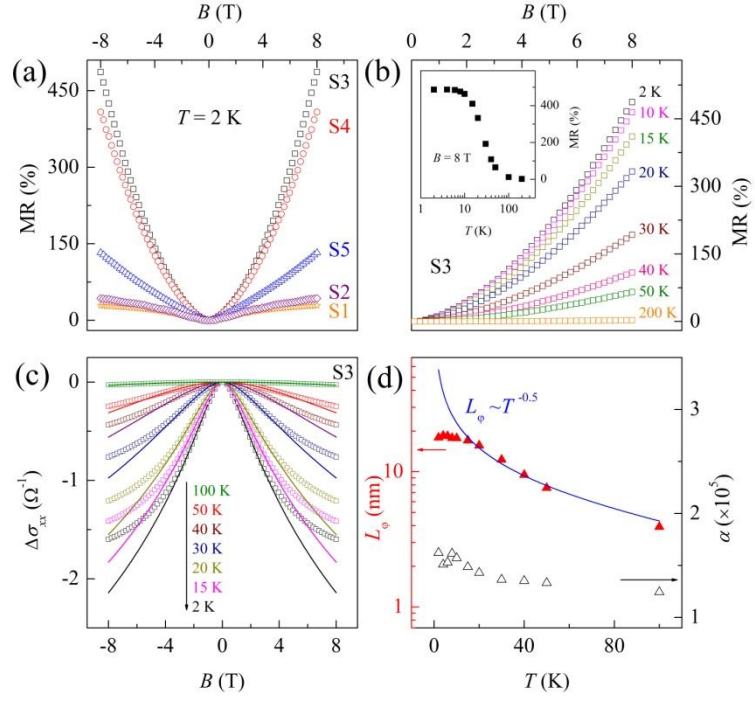 B (T)
-8 -4 0 4 8
(a)
T = 2 K
S3
S4
S5
S2
S1
450
300
150
0
MR (%)
B (T)
0 2 4 6 8
(b)
2 K
10 K
15 K
20 K
30 K
40 K
50 K
200 K
S3
450
300
150
0
MR (%)
B = 8 T
400
200
0
MR (%)
1 10 100
T (K)
(c)
S3
0
-1
-2
Δσxx (Ω-1)
100 K
50 K
40 K
30 K
20 K
15 K
2 K
-8 -4 0 4 8
B (T)
(d)
Lφ ~T -0.5
10
1
Lφ (nm)
3
2
1
α (×10^5)
0 40 80
T (K)